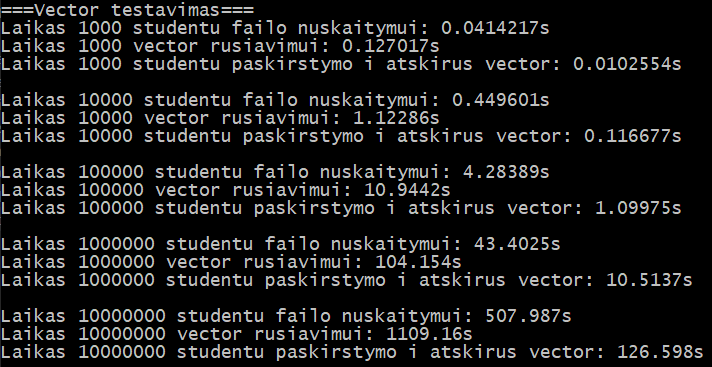 ===Vector testavimas===
Laikas 1000 studentu failo nuskaitymui: 0.0414217s
Laikas 1000 vector rusiavimui: 0.127017s
Laikas 1000 studentu paskirstymo i atskirus vector: 0.0102554s
Laikas 10000 studentu failo nuskaitymui: 0.449601s
Laikas 10000 vector rusiavimui: 1.12286s
Laikas 10000 studentu paskirstymo i atskirus vector: 0.116677s
Laikas 100000 studentu failo nuskaitymui: 4.28389s
Laikas 100000 vector rusiavimui: 10.9442s
Laikas 100000 studentu paskirstymo i atskirus vector: 1.09975s
Laikas 1000000 studentu failo nuskaitymui: 43.4025s
Laikas 1000000 vector rusiavimui: 104.154s
Laikas 1000000 studentu paskirstymo i atskirus vector: 10.5137s
Laikas 10000000 studentu failo nuskaitymui: 507.987s
Laikas 10000000 vector rusiavimui: 1109.16s
Laikas 10000000 studentu paskirstymo i atskirus vector: 126.598s